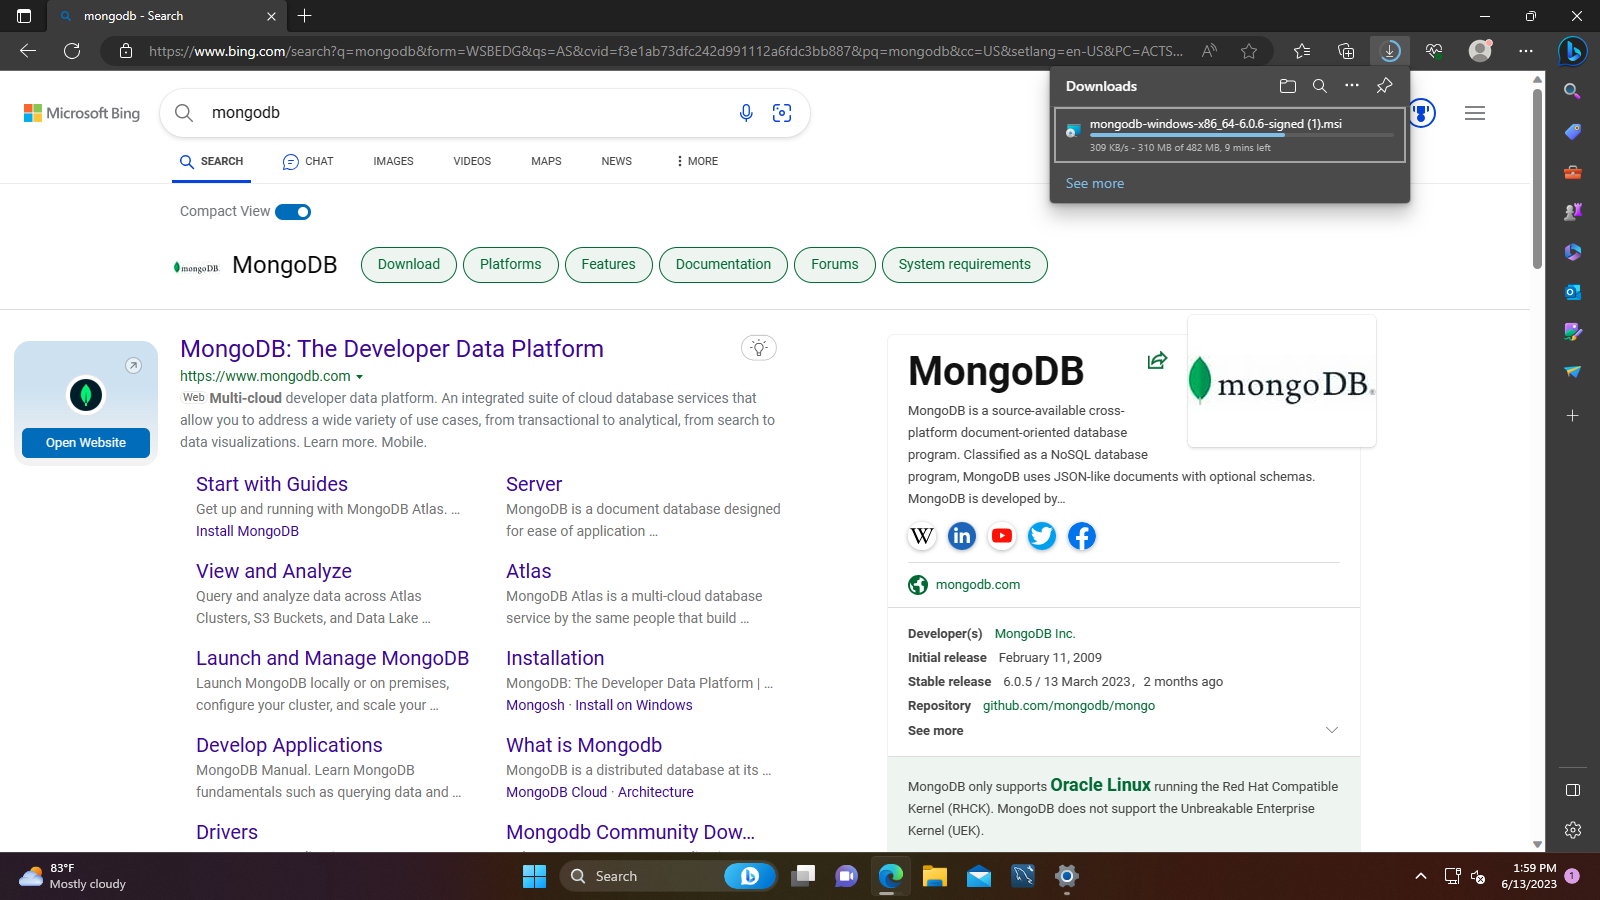 mongodb - Search
https://www.bing.com/search?q=mongodb&form=WSBEDG&qs=AS&cvid=f3e1ab73dfc242d991112a6fdc3bb887&pq=mongodb&cc=US&setlang=en-US&PC=ACTS...
Downloads
mongodb-windows-x86_64-6.0.6-signed (1).msi
309 KB/s - 310 MB of 482 MB, 9 mins left
See more
Microsoft Bing
mongodb
SEARCH
CHAT
IMAGES
VIDEOS
MAPS
NEWS
MORE
Compact View
mongoDB
MongoDB
Download
Platforms
Features
Documentation
Forums
System requirements
Open Website
MongoDB: The Developer Data Platform
https://www.mongodb.com
Web Multi-cloud developer data platform. An integrated suite of cloud database services that
allow you to address a wide variety of use cases, from transactional to analytical, from search to
data visualizations. Learn more. Mobile.
Start with Guides
Get up and running with MongoDB Atlas. ...
Install MongoDB
Server
MongoDB is a document database designed
for ease of application ...
View and Analyze
Query and analyze data across Atlas
Clusters, S3 Buckets, and Data Lake ...
Atlas
MongoDB Atlas is a multi-cloud database
service by the same people that build ...
Launch and Manage MongoDB
Launch MongoDB locally or on premises,
configure your cluster, and scale your ...
Installation
MongoDB: The Developer Data Platform | ...
Mongosh · Install on Windows
Develop Applications
MongoDB Manual. Learn MongoDB
fundamentals such as querying data and ...
What is Mongodb
MongoDB is a distributed database at its ...
MongoDB Cloud · Architecture
Drivers
Mongodb Community Dow...
MongoDB
mongoDB.
MongoDB is a source-available cross-
platform document-oriented database
program. Classified as a NoSQL database
program, MongoDB uses JSON-like documents with optional schemas.
MongoDB is developed by...
W
in
mongodb.com
Developer(s) MongoDB Inc.
Initial release February 11, 2009
Stable release 6.0.5 / 13 March 2023, 2 months ago
Repository github.com/mongodb/mongo
See more
MongoDB only supports Oracle Linux running the Red Hat Compatible
Kernel (RHCK). MongoDB does not support the Unbreakable Enterprise
Kernel (UEK).
83°F
Mostly cloudy
Search
1:59 PM
6/13/2023
1